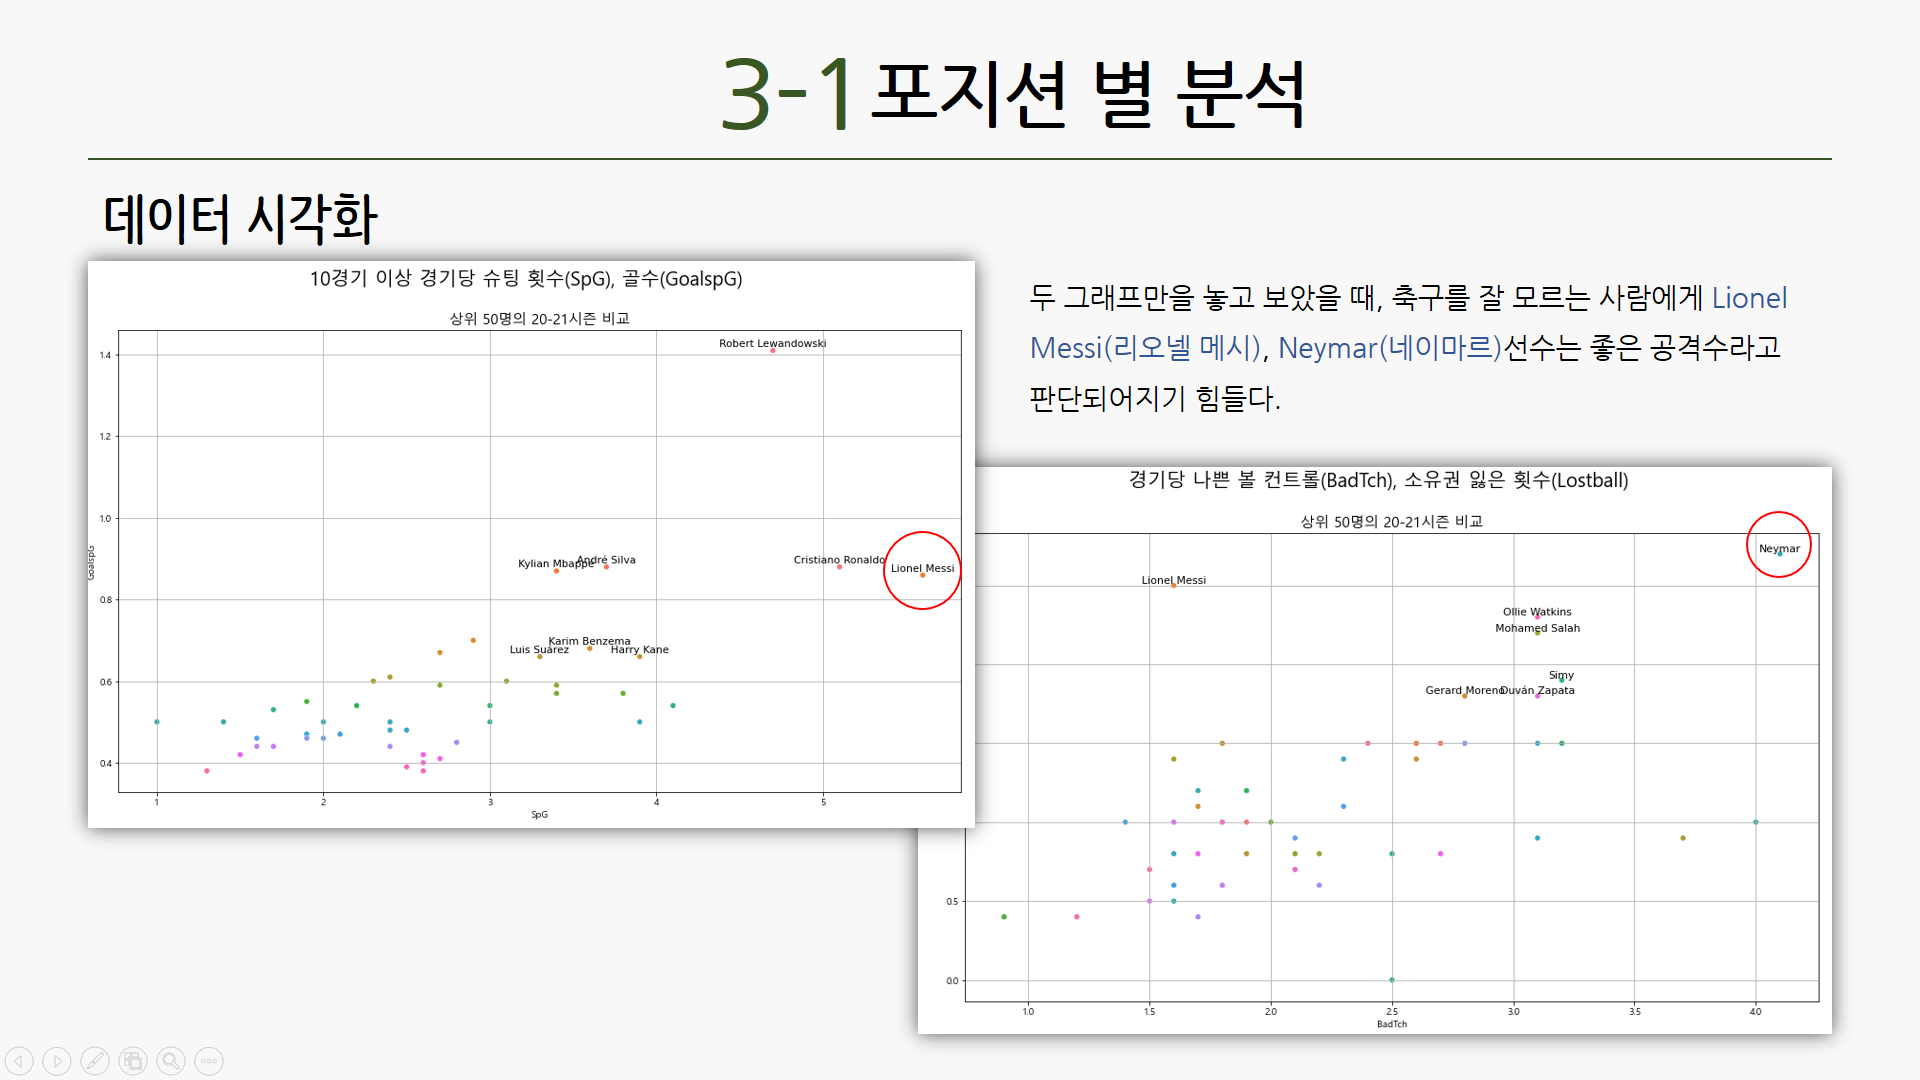 3-1 포지션 별 분석
데이터 시각화
10경기 이상 경기당 슈팅 횟수(SpG), 골수(GoalspG)
상위 50명의 20-21시즌 비교
Robert Lewandowski
1.4
1.2
1.0
0.8
0.6
0.4
GoalspG
Kylian Mbappé
André Silva
Cristiano Ronaldo
Lionel Messi
Luis Suárez
Karim Benzema
Harry Kane
1 2 3 4 5
SpG
두 그래프만을 놓고 보았을 때, 축구를 잘 모르는 사람에게 Lionel
Messi(리오넬 메시), Neymar(네이마르)선수는 좋은 공격수라고
판단되어지기 힘들다.
경기당 나쁜 볼 컨트롤(BadTch), 소유권 잃은 횟수(Lostball)
상위 50명의 20-21시즌 비교
Neymar
Lionel Messi
Ollie Watkins
Mohamed Salah
Simy
Gerard Moreno
Duván Zapata
0.5
0.0
1.0 1.5 2.0 2.5 3.0 3.5 4.0
BadTch